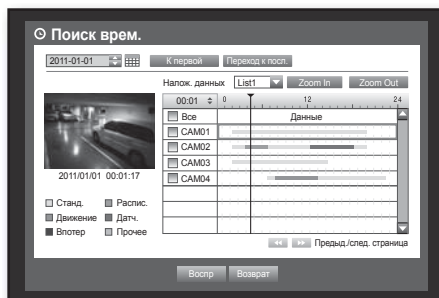 Поиск врем.
2011-01-01 К первой Переход к посл.
Налож. данных List1 Zoom In Zoom Out
00:01 0 12 24
Все Данные
CAM01
CAM02
CAM03
CAM04
2011/01/01 00:01:17
Станд. Распис.
Движение Датч.
Впотер Прочее
Предыд./след. страница
Воспр Возврат